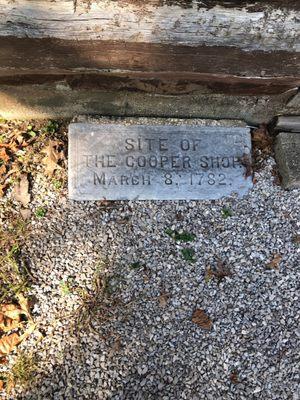 SITE OF
THE COOPER SHOP
MARCH 8, 1782.